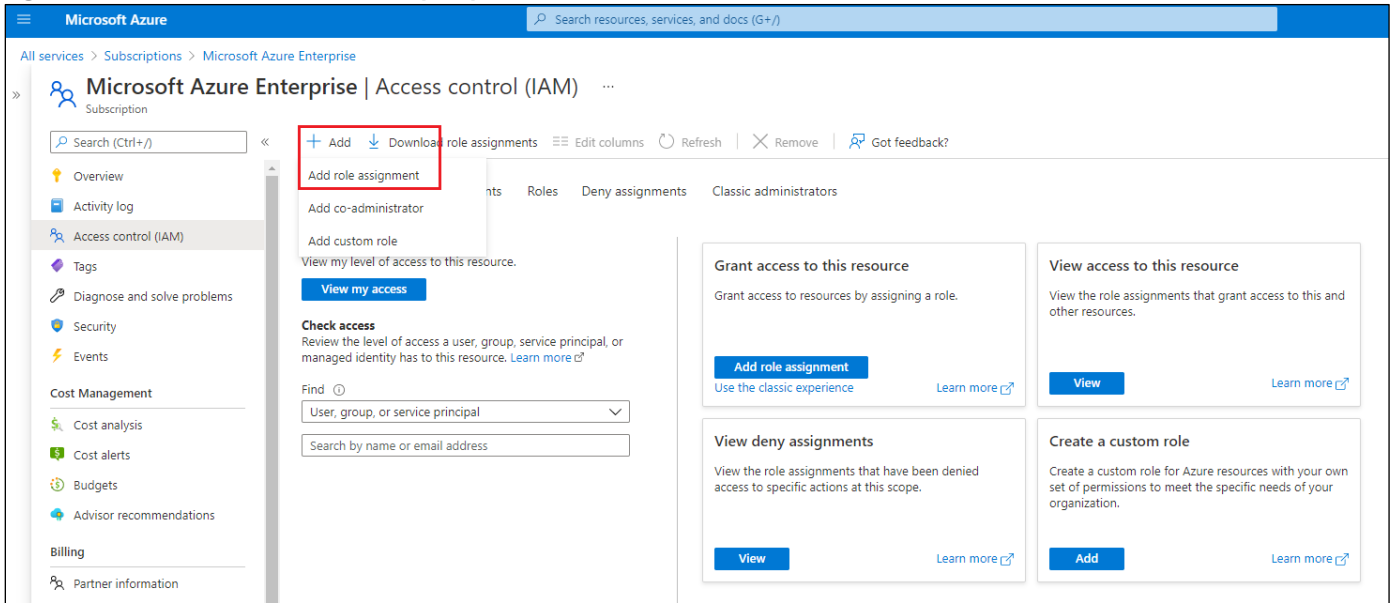 Microsoft Azure
Search resources, services, and docs (G+/)
All services > Subscriptions > Microsoft Azure Enterprise
Microsoft Azure Enterprise | Access control (IAM) ...
Subscription
Search (Ctrl+/)
Overview
Activity log
Access control (IAM)
Tags
Diagnose and solve problems
Security
Events
Cost Management
Cost analysis
Cost alerts
Budgets
Advisor recommendations
Billing
Partner information
Add Download role assignments Edit columns Refresh Remove Got feedback?
Add role assignment
Add co-administrator
Add custom role
nts Roles Deny assignments Classic administrators
View my level of access to this resource.
View my access
Check access
Review the level of access a user, group, service principal, or
managed identity has to this resource. Learn more
Find
User, group, or service principal
Search by name or email address
Grant access to this resource
Grant access to resources by assigning a role.
Add role assignment
Use the classic experience Learn more
View access to this resource
View the role assignments that grant access to this and
other resources.
View Learn more
View deny assignments
View the role assignments that have been denied
access to specific actions at this scope.
View Learn more
Create a custom role
Create a custom role for Azure resources with your own
set of permissions to meet the specific needs of your
organization.
Add Learn more